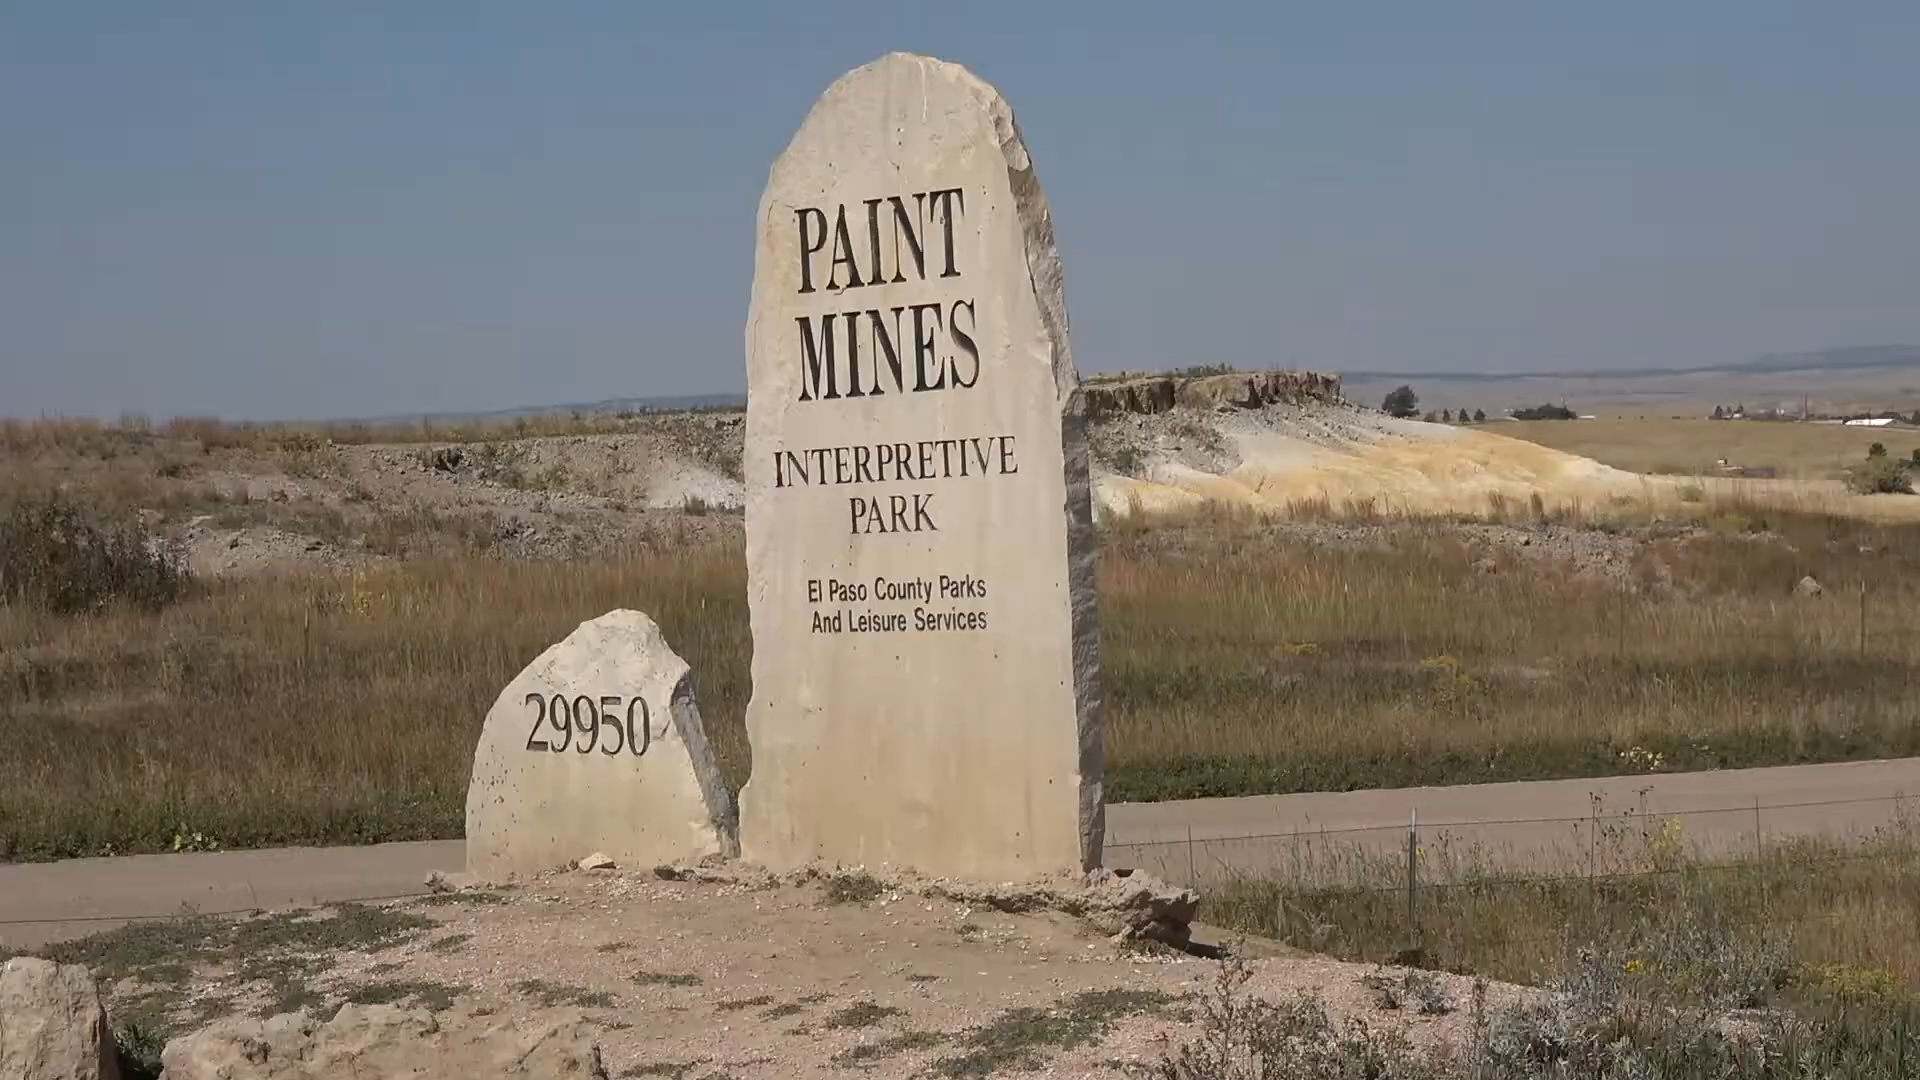 PAINT
MINES
INTERPRETIVE
PARK
El Paso County Parks
And Leisure Services
29950